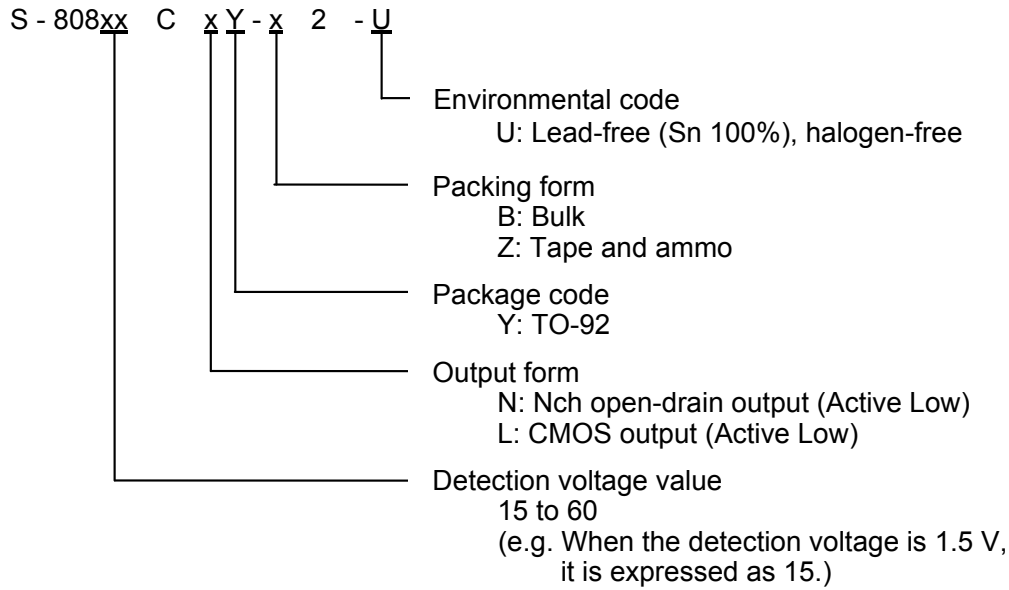 S - 808xx C x Y - x 2 - U
Environmental code
U: Lead-free (Sn 100%), halogen-free
Packing form
B: Bulk
Z: Tape and ammo
Package code
Y: TO-92
Output form
N: Nch open-drain output (Active Low)
L: CMOS output (Active Low)
Detection voltage value
15 to 60
(e.g. When the detection voltage is 1.5 V,
it is expressed as 15.)